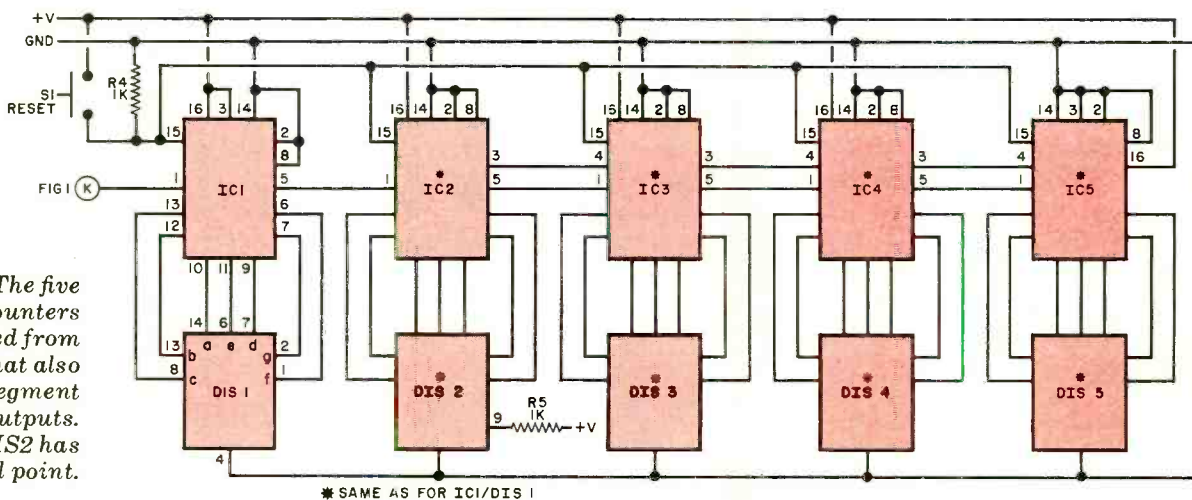 +V
GND
S1
RESET
R4
1K
16 3 14
15
2
8
1
IC1
5
13
12
6
7
10 11 9
FIG 1 K
14 6 7
13
8
a e d
b g
c f
2
1
DIS 1
4
16 14 2 8
15
1
*
IC2
3
5
*
DIS 2
9
R5
1K
+V
16 14 2 8
15
4
1
*
IC3
3
5
*
DIS 3
16 14 2 8
15
4
1
*
IC4
3
5
*
DIS 4
14 3 2
15
4
1
8
16
*
IC5
*
DIS 5
The five
ounters
ed from
hat also
egment
utputs.
IS2 has
l point.
* SAME AS FOR IC1/DIS 1